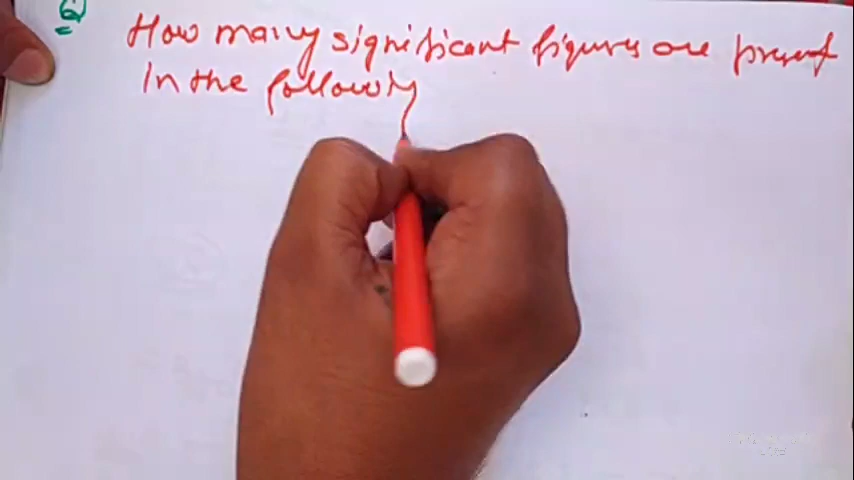 Q
How many significant figures are present
in the following